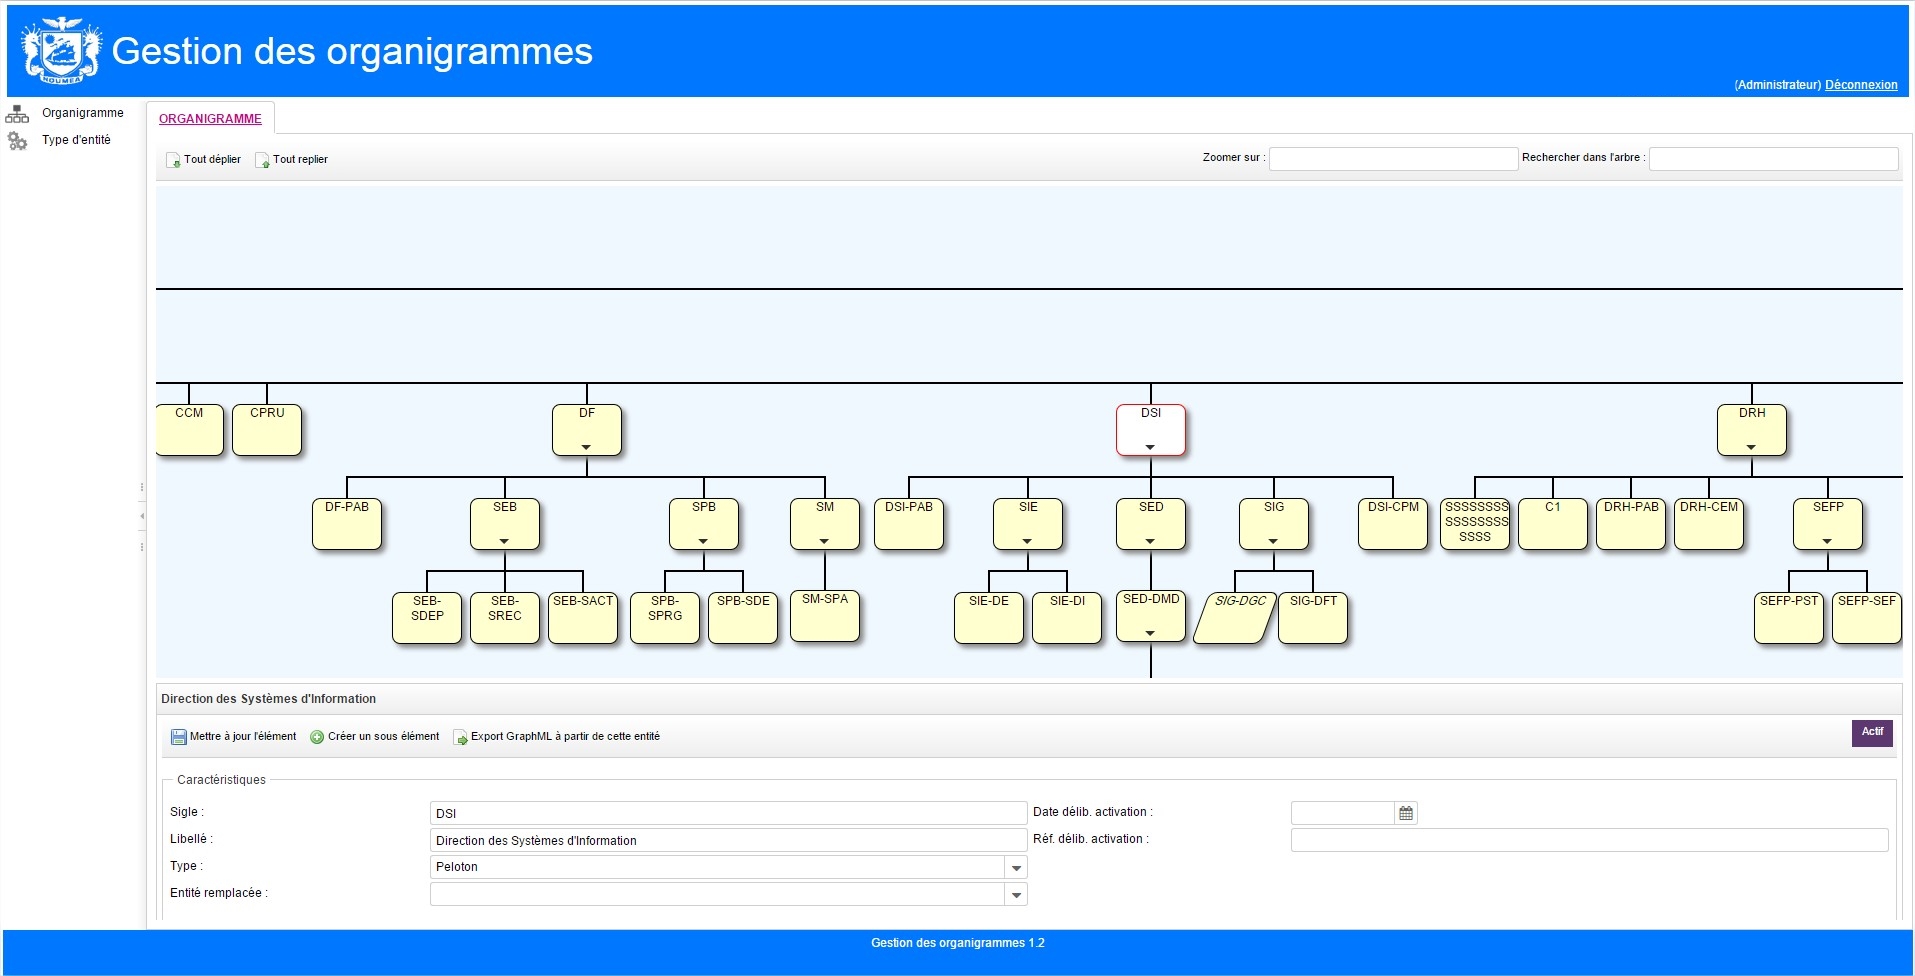 NOUMEA
Gestion des organigrammes
(Administrateur) Déconnexion
Organigramme
Type d'entité
ORGANIGRAMME
Tout déplier
Tout replier
Zoomer sur :
Rechercher dans l'arbre :
CCM
CPRU
DF
DSI
DRH
DF-PAB
SEB
SPB
SM
DSI-PAB
SIE
SED
SIG
DSI-CPM
SSSSSSSS
SSSSSSSS
SSSS
C1
DRH-PAB
DRH-CEM
SEFP
SEB-
SDEP
SEB-
SREC
SEB-SACT
SPB-
SPRG
SPB-SDE
SM-SPA
SIE-DE
SIE-DI
SED-DMD
SIG-DGC
SIG-DFT
SEFP-PST
SEFP-SEF
Direction des Systèmes d'Information
Mettre à jour l'élément
Créer un sous élément
Export GraphML à partir de cette entité
Actif
Caractéristiques
Sigle :
DSI
Date délib. activation :
Libellé :
Direction des Systèmes d'Information
Réf. délib. activation :
Type :
Peloton
Entité remplacée :
Gestion des organigrammes 1.2